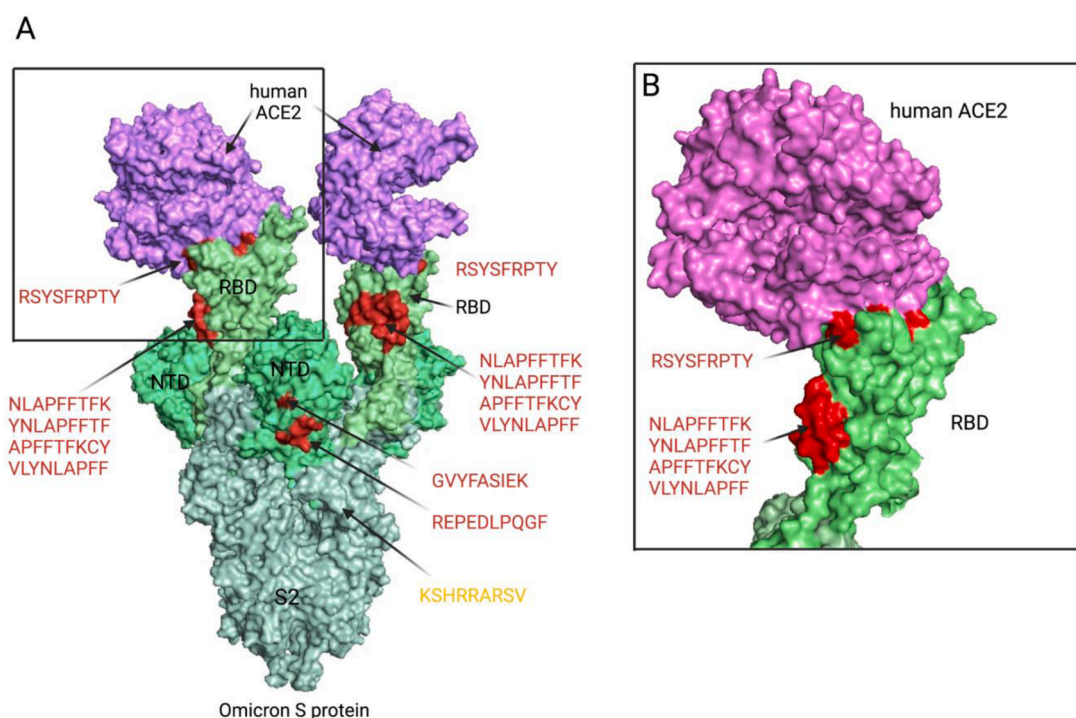 A
human
ACE2
RSYSFRPTY
RBD
RSYSFRPTY
RBD
NTD
NTD
NLAPFFTFK
YNLAPFFTF
APFFTFKCY
VLYNLAPFF
NLAPFFTFK
YNLAPFFTF
APFFTFKCY
VLYNLAPFF
GVYFASIEK
REPEDLPQGF
S2
KSHRRARSV
Omicron S protein
B
human ACE2
RSYSFRPTY
NLAPFFTFK
YNLAPFFTF
APFFTFKCY
VLYNLAPFF
RBD